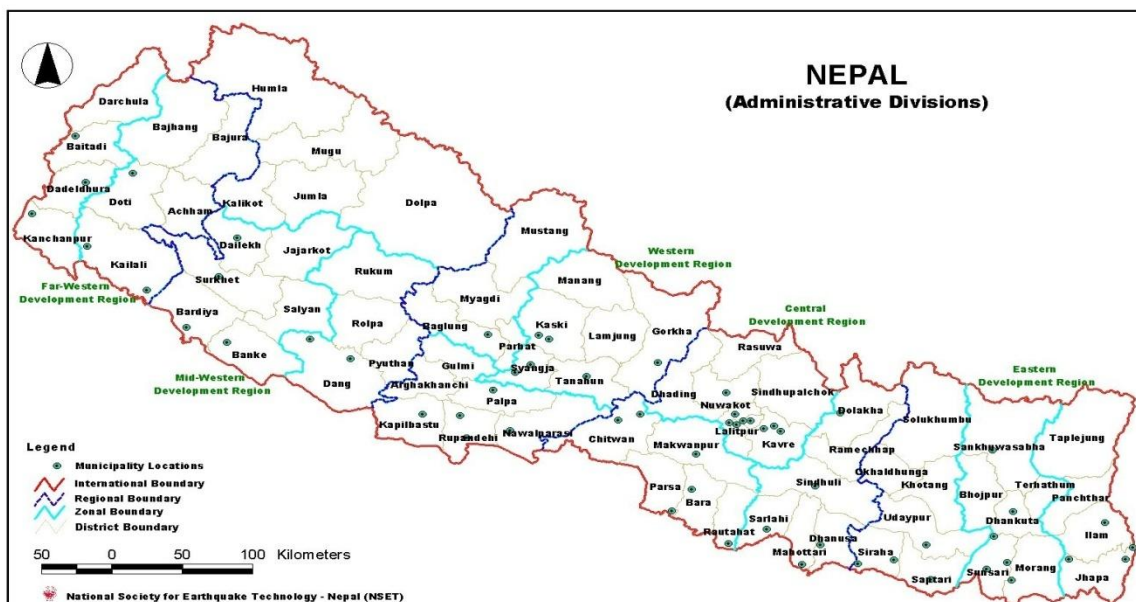 NEPAL
(Administrative Divisions)
Humla
Darchula
Bajhang
Bajura
Baitadi
Mugu
Dadeldhura
Doti
Achham
Kalikot
Jumla
Dolpa
Kanchanpur
Kailali
Dailekh
Jajarkot
Mustang
Western
Development Region
Far-Western
Development Region
Surkhet
Rukum
Manang
Bardiya
Salyan
Myagdi
Central
Development Region
Banke
Rolpa
Baglung
Parbat
Kaski
Lamjung
Gorkha
Rasuwa
Mid-Western
Development Region
Dang
Pyuthan
Gulmi
Syangja
Tanahun
Dhading
Sindhupalchok
Eastern
Development Region
Arghakhanchi
Palpa
Nuwakot
Dolakha
Solukhumbu
Kapilbastu
Rupandehi
Nawalparasi
Chitwan
Lalitpur
Kavre
Makwanpur
Ramechhap
Sankhuwasabha
Taplejung
Okhaldhunga
Khotang
Parsa
Bara
Sindhuli
Bhojpur
Terhathum
Panchthar
Rautahat
Sarlahi
Dhanusa
Udaypur
Dhankuta
Ilam
Mahottari
Siraha
Saptari
Sunsari
Morang
Jhapa
Legend
Municipality Locations
International Boundary
Regional Boundary
Zonal Boundary
District Boundary
50 0 50 100 Kilometers
National Society for Earthquake Technology - Nepal (NSET)